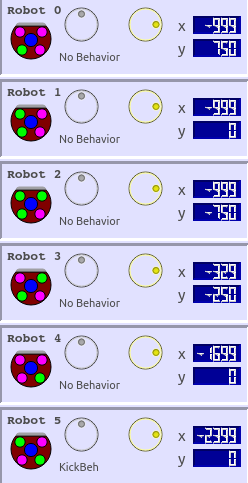 Robot 0
x -999
y 750
No Behavior
Robot 1
x -999
y 0
No Behavior
Robot 2
x -999
y -750
No Behavior
Robot 3
x -329
y -250
No Behavior
Robot 4
x -1699
y 0
No Behavior
Robot 5
x -2399
y 0
KickBeh